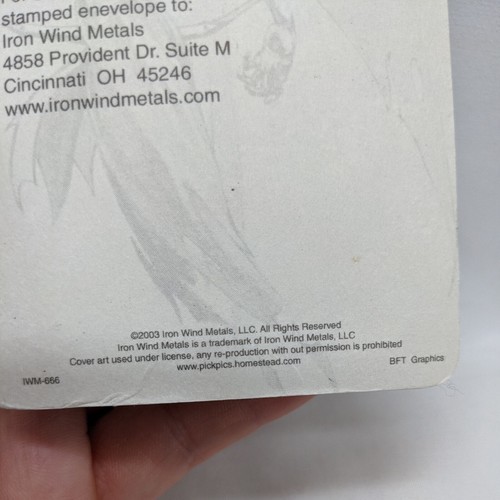 stamped enevelope to:
Iron Wind Metals
4858 Provident Dr. Suite M
Cincinnati OH 45246
www.ironwindmetals.com
©2003 Iron Wind Metals, LLC. All Rights Reserved
Iron Wind Metals is a trademark of Iron Wind Metals, LLC
Cover art used under license, any re-production with out permission is prohibited
www.pickpics.homestead.com
BFT Graphics
IWM-666